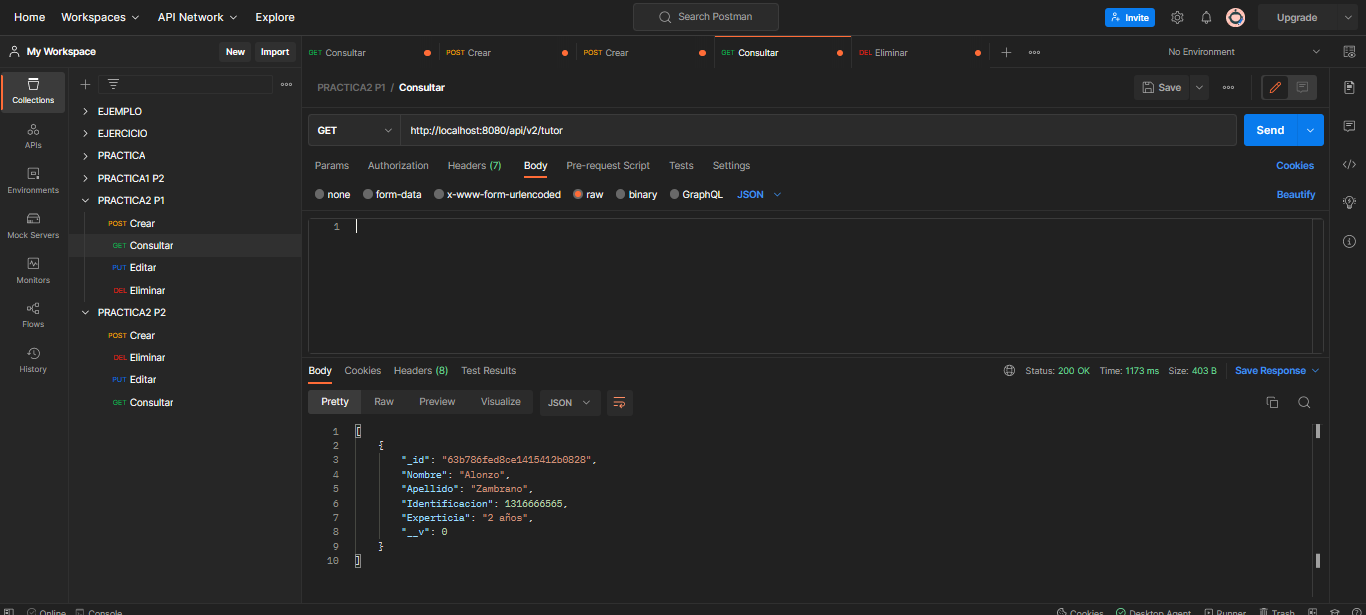 Home Workspaces API Network Explore Search Postman Invite Upgrade
My Workspace New Import GET Consultar POST Crear POST Crear GET Consultar DEL Eliminar No Environment
Collections
APIs
Environments
Mock Servers
Monitors
Flows
History
EJEMPLO
EJERCICIO
PRACTICA
PRACTICA1 P2
PRACTICA2 P1
POST Crear
GET Consultar
PUT Editar
DEL Eliminar
PRACTICA2 P2
POST Crear
DEL Eliminar
PUT Editar
GET Consultar
PRACTICA2 P1 / Consultar Save
GET http://localhost:8080/api/v2/tutor Send
Params Authorization Headers (7) Body Pre-request Script Tests Settings Cookies
none form-data x-www-form-urlencoded raw binary GraphQL JSON Beautify
1
Body Cookies Headers (8) Test Results Status: 200 OK Time: 1173 ms Size: 403 B Save Response
Pretty Raw Preview Visualize JSON
1 [
2 {
3 "_id": "63b786fed8ce1415412b0828",
4 "Nombre": "Alonzo",
5 "Apellido": "Zambrano",
6 "Identificacion": 1316666565,
7 "Experticia": "2 años",
8 "__v": 0
9 }
10 ]
Online Console Cookies Desktop Agent Runner Trash